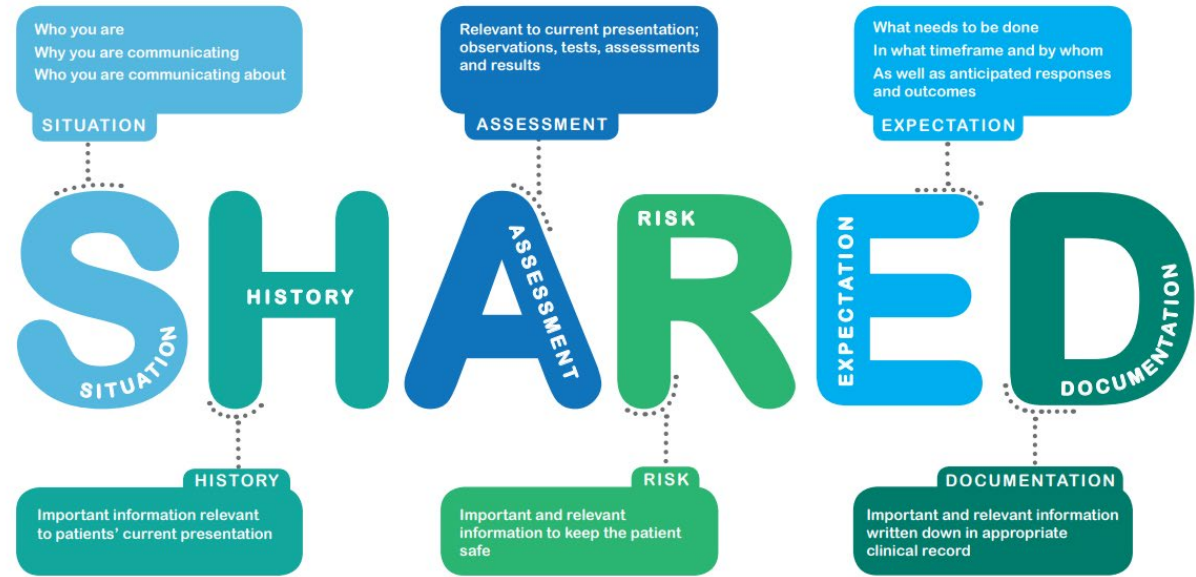 Who you are
Why you are communicating
Who you are communicating about
SITUATION
Relevant to current presentation;
observations, tests, assessments
and results
ASSESSMENT
What needs to be done
In what timeframe and by whom
As well as anticipated responses
and outcomes
EXPECTATION
SHARED
SITUATION
HISTORY
ASSESSMENT
RISK
EXPECTATION
DOCUMENTATION
HISTORY
Important information relevant
to patients' current presentation
RISK
Important and relevant
information to keep the patient
safe
DOCUMENTATION
Important and relevant information
written down in appropriate
clinical record